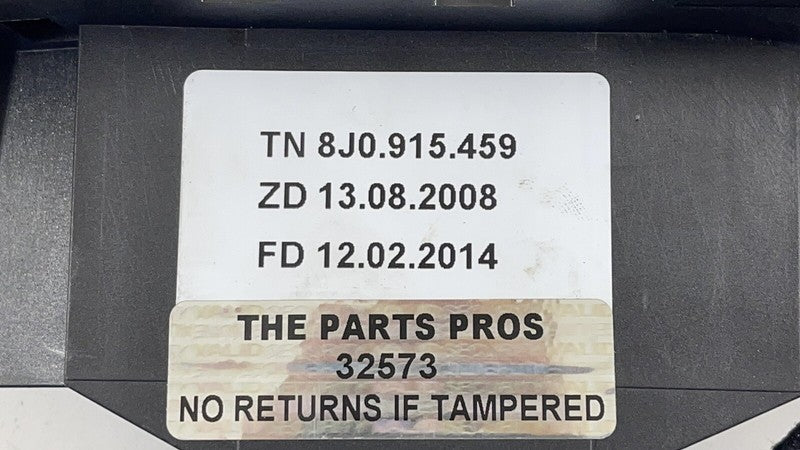 TN 8J0.915.459
ZD 13.08.2008
FD 12.02.2014
THE PARTS PROS
32573
NO RETURNS IF TAMPERED